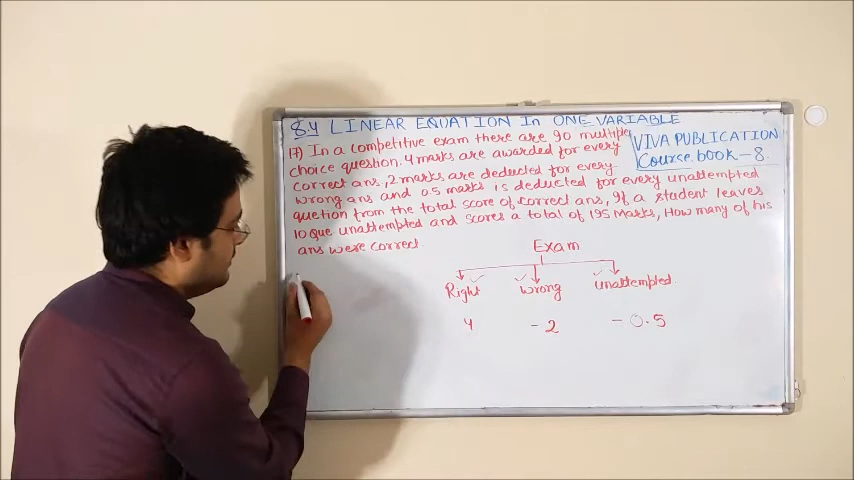 8.4 LINEAR EQUATION In ONE VARIABLE
17) In a competitive exam there are 90 multiple
choice question. 4 marks are awarded for every
correct ans, 2 marks are deducted for every
wrong ans and 0.5 marks is deducted for every unattempted
quetion from the total score of correct ans, If a student leaves
10 Que unattempted and scores a total of 195 Marks, How many of his
ans were correct.
VIVA PUBLICATION
Course book - 8.
Exam
Right wrong unattempted.
4 - 2 - 0.5